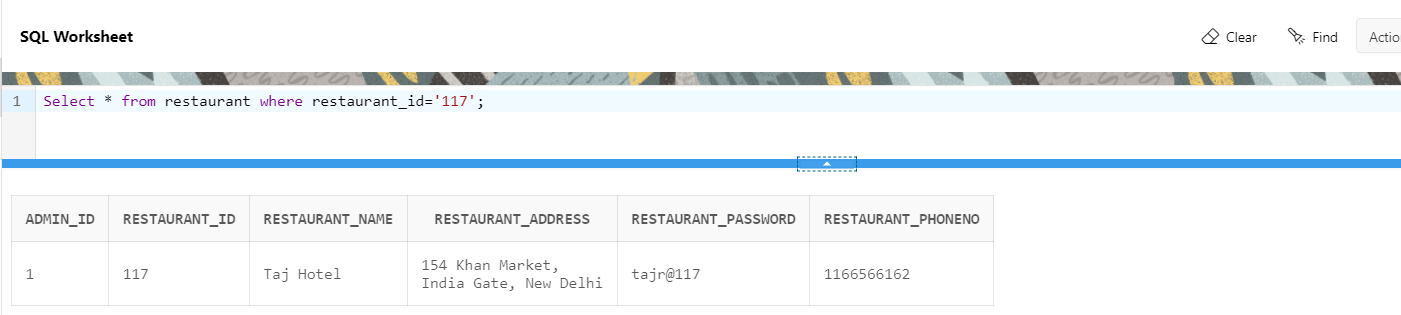 SQL Worksheet
Clear
Find
Actio
1 Select * from restaurant where restaurant_id='117';
ADMIN_ID RESTAURANT_ID RESTAURANT_NAME RESTAURANT_ADDRESS RESTAURANT_PASSWORD RESTAURANT_PHONENO
1 117 Taj Hotel 154 Khan Market,
India Gate, New Delhi tajr@117 1166566162